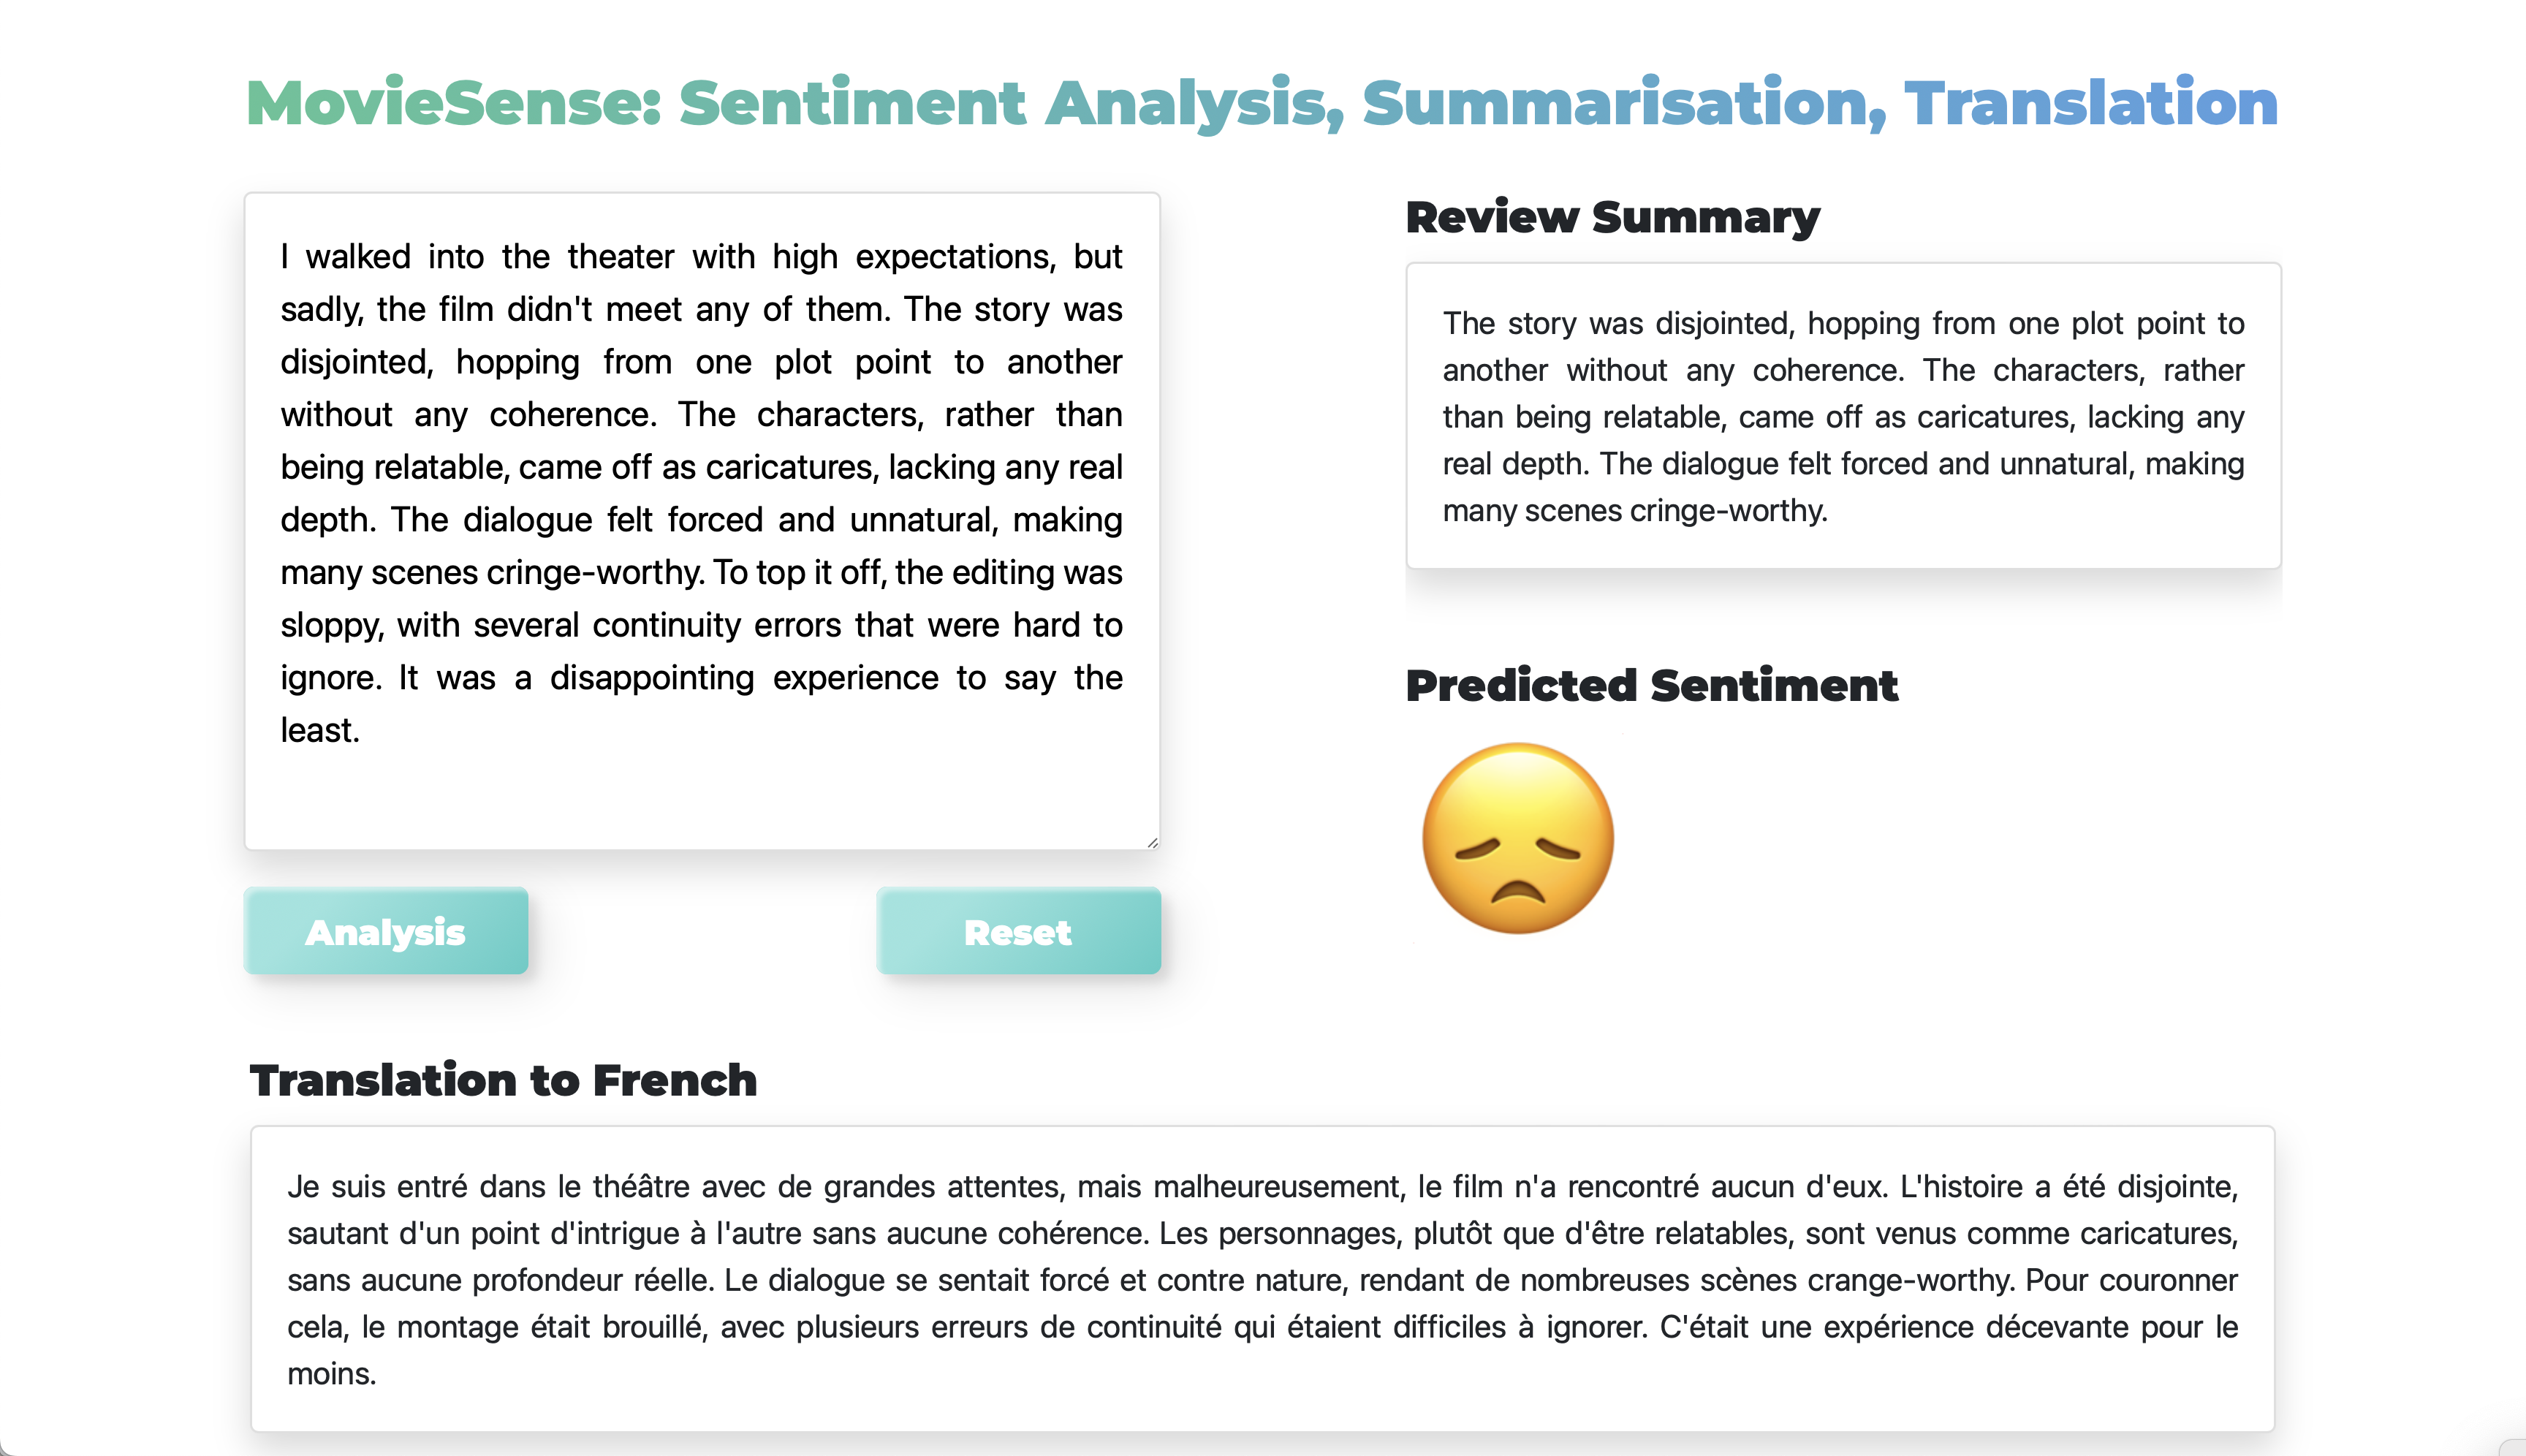 MovieSense: Sentiment Analysis, Summarisation, Translation
I walked into the theater with high expectations, but
sadly, the film didn't meet any of them. The story was
disjointed, hopping from one plot point to another
without any coherence. The characters, rather than
being relatable, came off as caricatures, lacking any real
depth. The dialogue felt forced and unnatural, making
many scenes cringe-worthy. To top it off, the editing was
sloppy, with several continuity errors that were hard to
ignore. It was a disappointing experience to say the
least.
Analysis
Reset
Review Summary
The story was disjointed, hopping from one plot point to
another without any coherence. The characters, rather
than being relatable, came off as caricatures, lacking any
real depth. The dialogue felt forced and unnatural, making
many scenes cringe-worthy.
Predicted Sentiment
Translation to French
Je suis entré dans le théâtre avec de grandes attentes, mais malheureusement, le film n'a rencontré aucun d'eux. L'histoire a été disjointe,
sautant d'un point d'intrigue à l'autre sans aucune cohérence. Les personnages, plutôt que d'être relatables, sont venus comme caricatures,
sans aucune profondeur réelle. Le dialogue se sentait forcé et contre nature, rendant de nombreuses scènes crange-worthy. Pour couronner
cela, le montage était brouillé, avec plusieurs erreurs de continuité qui étaient difficiles à ignorer. C'était une expérience décevante pour le
moins.